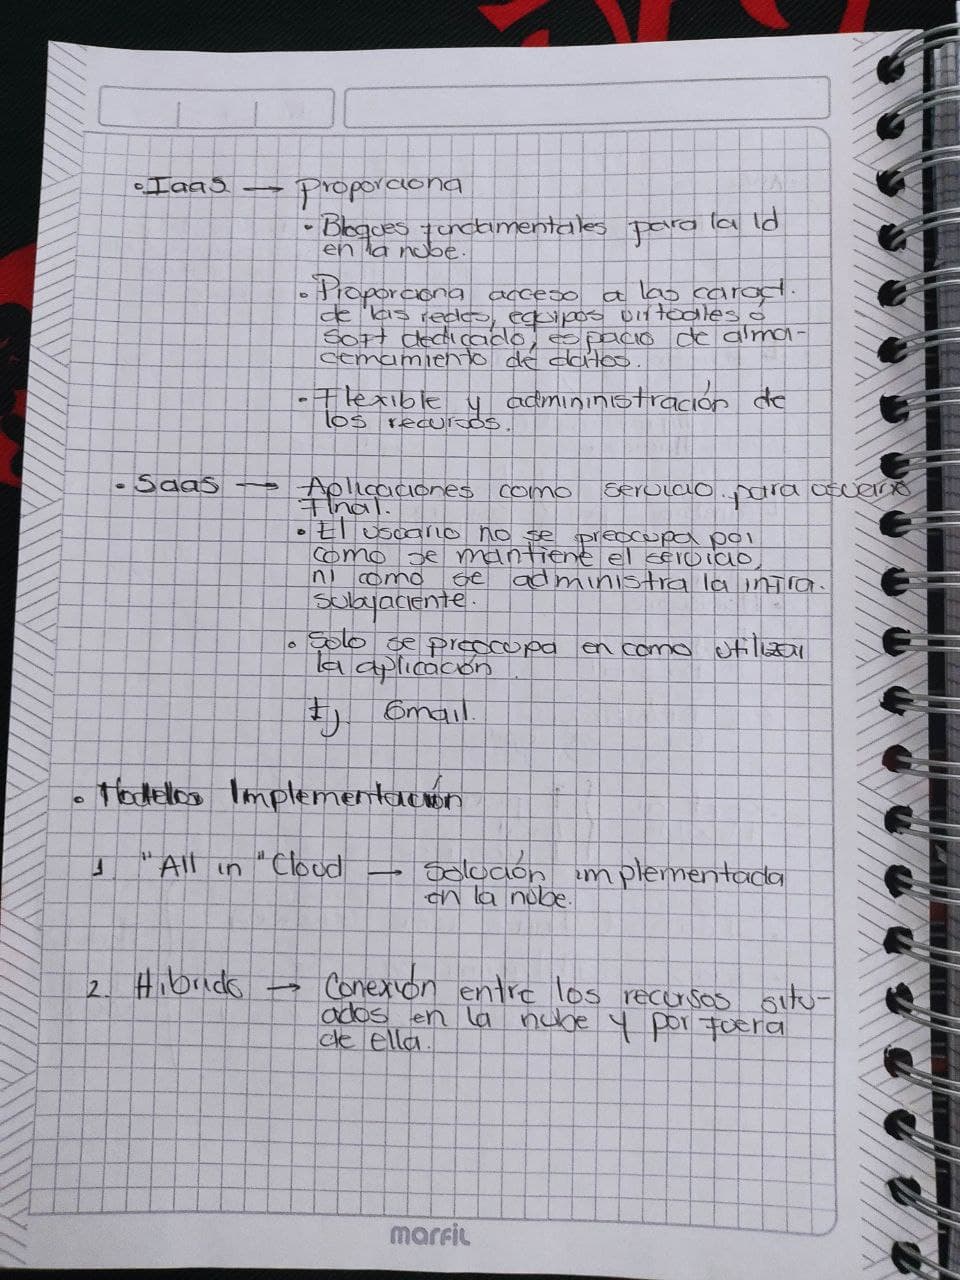 • Iaas → Proporciona
• Bloques fundamentales para la Id
en la nube.
• Proporciona acceso a las caract.
de las redes, equipos virtuales o
soft dedicado, espacio de alma-
cemamiento de datos.
• Flexible y admininistración de
los recursos.
• Saas → Aplicaciones como servicio para usuario
final.
• El usuario no se preocupa por
como se mantiene el servicio,
ni como se administra la infra.
subyaciente.
• Solo se preocupa en como utilizar
la aplicación
Ej Gmail.
• Modelos Implementación
1 "All in" Cloud → Solución implementada
en la nube.
2. Hibrido → Conexión entre los recursos situ-
ados en la nube y por fuera
de ella.
marfil